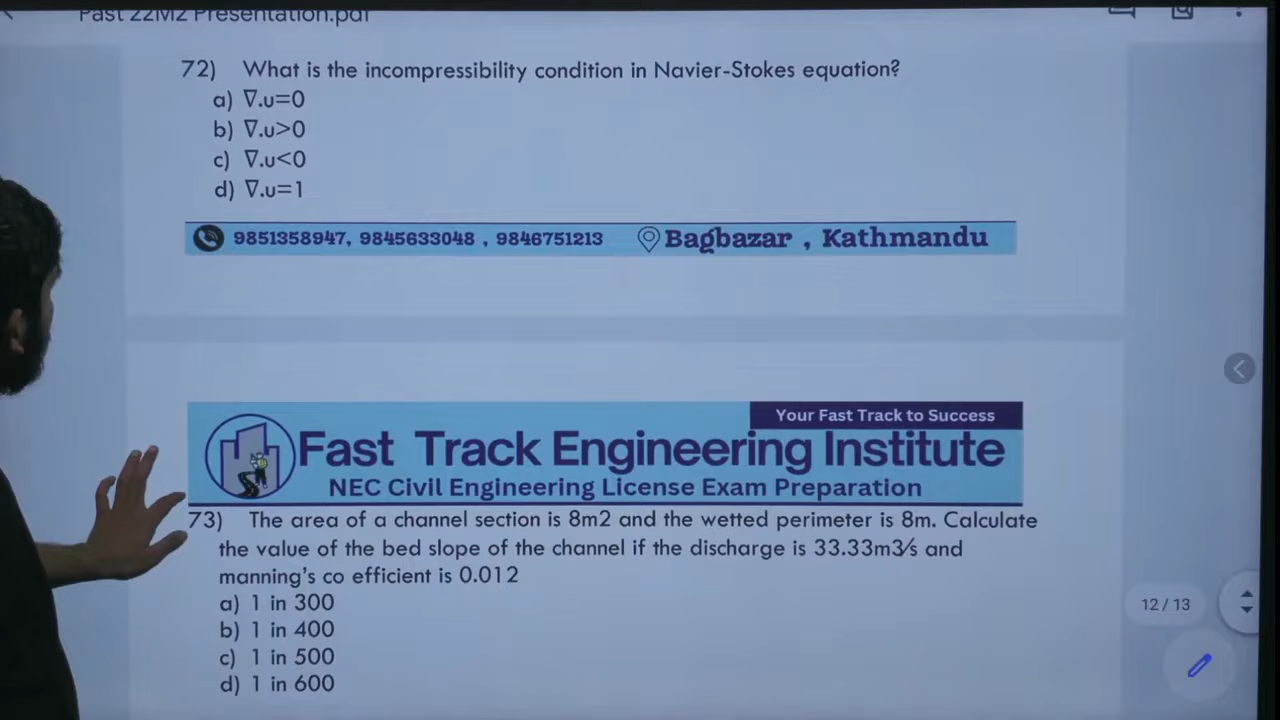 Past 22M2 Presentation.pdf
72) What is the incompressibility condition in Navier-Stokes equation?
a) ∇.u=0
b) ∇.u>0
c) ∇.u<0
d) ∇.u=1
9851358947, 9845633048 , 9846751213 Bagbazar , Kathmandu
Your Fast Track to Success
Fast Track Engineering Institute
NEC Civil Engineering License Exam Preparation
73) The area of a channel section is 8m2 and the wetted perimeter is 8m. Calculate
the value of the bed slope of the channel if the discharge is 33.33m3/s and
manning's co efficient is 0.012
a) 1 in 300
b) 1 in 400
c) 1 in 500
d) 1 in 600
12 / 13